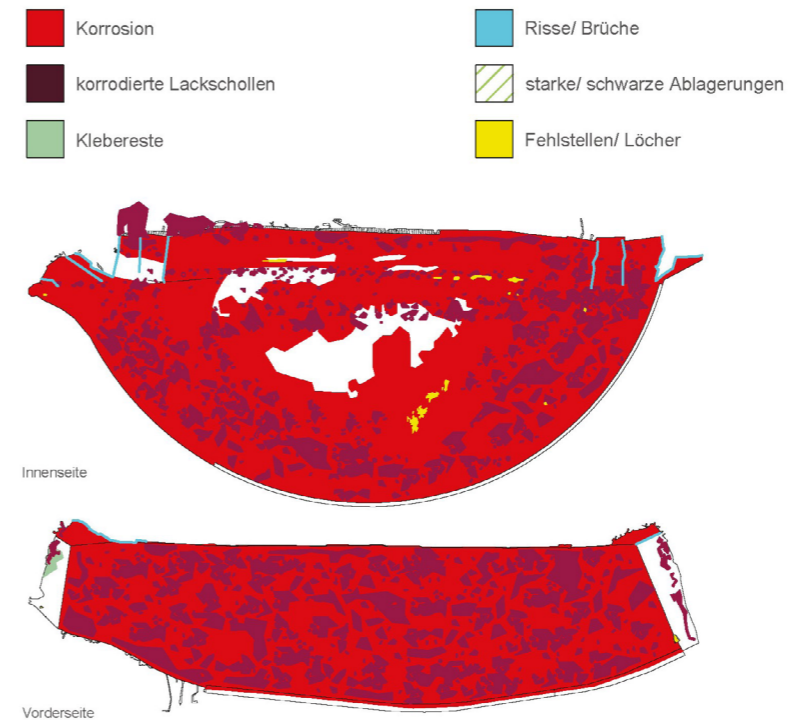 Korrosion
Risse/ Brüche
korrodierte Lackschollen
starke/ schwarze Ablagerungen
Klebereste
Fehlstellen/ Löcher
Innenseite
Vorderseite